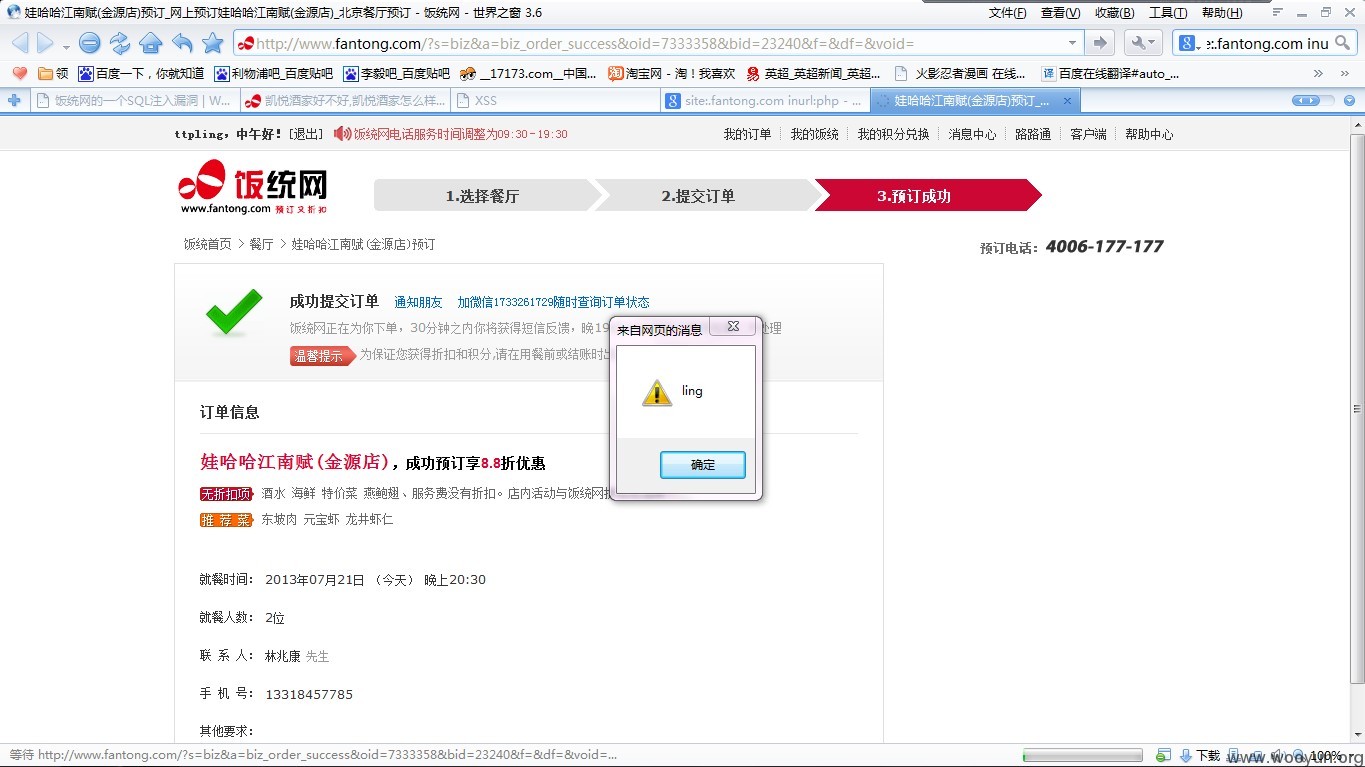 娃哈哈江南赋(金源店)预订_网上预订娃哈哈江南赋(金源店)_北京餐厅预订 - 饭统网 - 世界之窗 3.6
文件(F) 查看(V) 收藏(B) 工具(T) 帮助(H)
http://www.fantong.com/?s=biz&a=biz_order_success&oid=7333358&bid=23240&f=&df=&void=
:.fantong.com inu
领 百度一下，你就知道 利物浦吧_百度贴吧 李毅吧_百度贴吧 __17173.com__中国... 淘宝网 - 淘！我喜欢 英超_英超新闻_英超... 火影忍者漫画 在线... 百度在线翻译#auto_...
饭统网的一个SQL注入漏洞 | W... 凯悦酒家好不好,凯悦酒家怎么样... XSS site:.fantong.com inurl:php - ... 娃哈哈江南赋(金源店)预订_...
ttpling，中午好！[退出] 饭统网电话服务时间调整为09:30-19:30 我的订单 我的饭统 我的积分兑换 消息中心 路路通 客户端 帮助中心
饭统网
www.fantong.com 预订又折扣
1.选择餐厅 2.提交订单 3.预订成功
饭统首页 > 餐厅 > 娃哈哈江南赋(金源店)预订
预订电话：4006-177-177
成功提交订单 通知朋友 加微信1733261729随时查询订单状态
饭统网正在为你下单，30分钟之内你将获得短信反馈，晚19 处理
温馨提示 为保证您获得折扣和积分,请在用餐前或结账时出
来自网页的消息
ling
确定
订单信息
娃哈哈江南赋(金源店)，成功预订享8.8折优惠
无折扣项 酒水 海鲜 特价菜 燕鲍翅、服务费没有折扣。店内活动与饭统网折
推荐菜 东坡肉 元宝虾 龙井虾仁
就餐时间： 2013年07月21日 （今天） 晚上20:30
就餐人数： 2位
联 系 人： 林兆康 先生
手 机 号： 13318457785
其他要求：
等待 http://www.fantong.com/?s=biz&a=biz_order_success&oid=7333358&bid=23240&f=&df=&void=...
下载 100%
www.wooyun.org